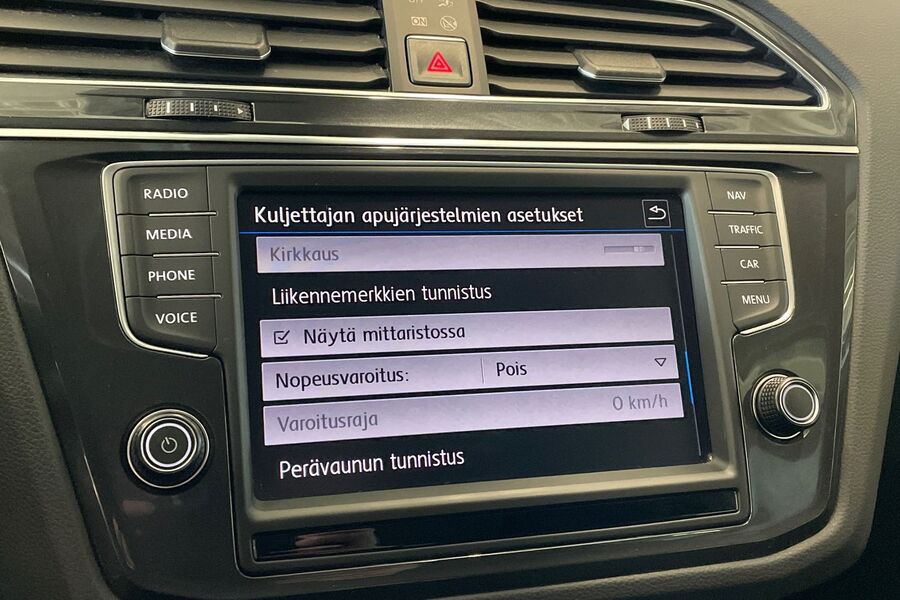 OFF
ON
RADIO
MEDIA
PHONE
VOICE
Kuljettajan apujärjestelmien asetukset
Kirkkaus
Liikennemerkkien tunnistus
Näytä mittaristossa
Nopeusvaroitus: Pois
Varoitusraja 0 km/h
Perävaunun tunnistus
NAV
TRAFFIC
CAR
MENU